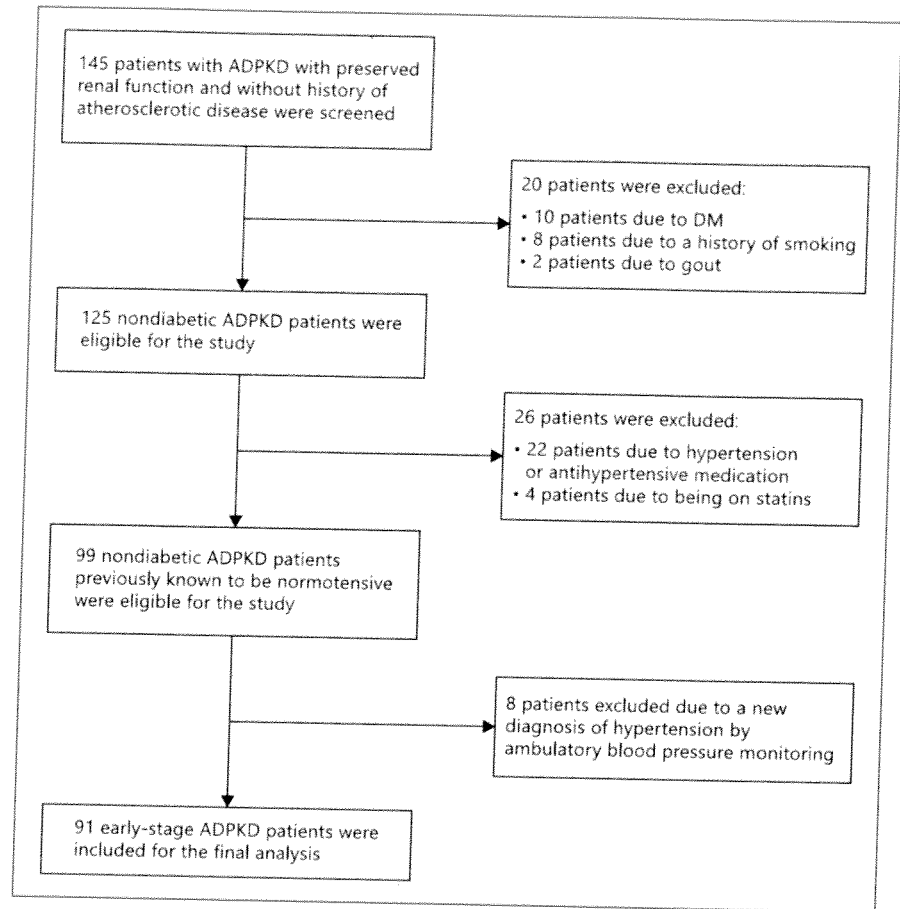 145 patients with ADPKD with preserved
renal function and without history of
atherosclerotic disease were screened
20 patients were excluded:
• 10 patients due to DM
• 8 patients due to a history of smoking
• 2 patients due to gout
125 nondiabetic ADPKD patients were
eligible for the study
26 patients were excluded:
• 22 patients due to hypertension
or antihypertensive medication
• 4 patients due to being on statins
99 nondiabetic ADPKD patients
previously known to be normotensive
were eligible for the study
8 patients excluded due to a new
diagnosis of hypertension by
ambulatory blood pressure monitoring
91 early-stage ADPKD patients were
included for the final analysis